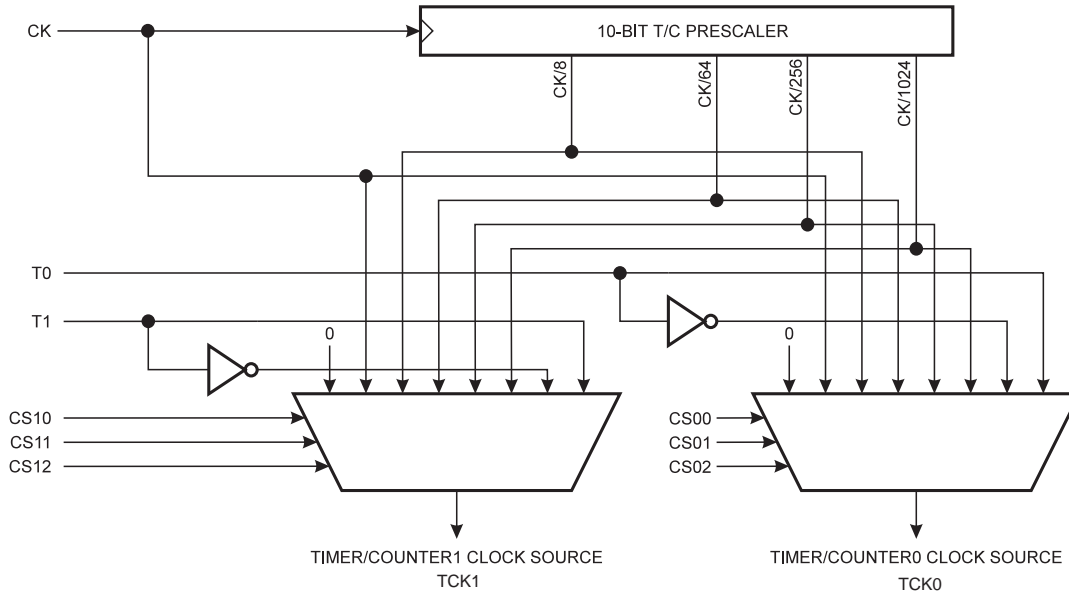 CK
10-BIT T/C PRESCALER
CK/8
CK/64
CK/256
CK/1024
T0
T1
0
0
CS10
CS11
CS12
CS00
CS01
CS02
TIMER/COUNTER1 CLOCK SOURCE
TCK1
TIMER/COUNTER0 CLOCK SOURCE
TCK0